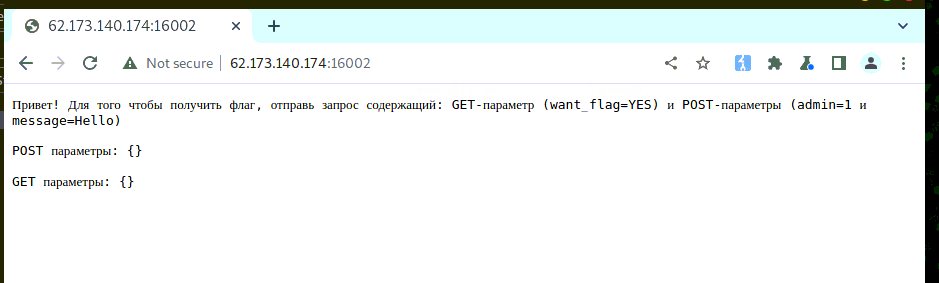 62.173.140.174:16002
Not secure
62.173.140.174:16002
Привет! Для того чтобы получить флаг, отправь запрос содержащий: GET-параметр (want_flag=YES) и POST-параметры (admin=1 и
message=Hello)
POST параметры: {}
GET параметры: {}